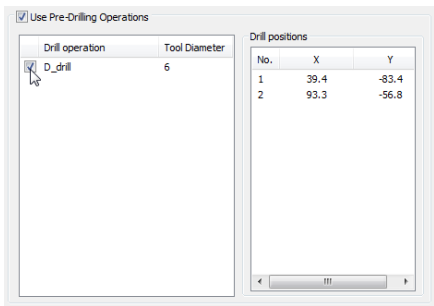 Use Pre-Drilling Operations
Drill operation Tool Diameter
D_drill 6
Drill positions
No. X Y
1 39.4 -83.4
2 93.3 -56.8